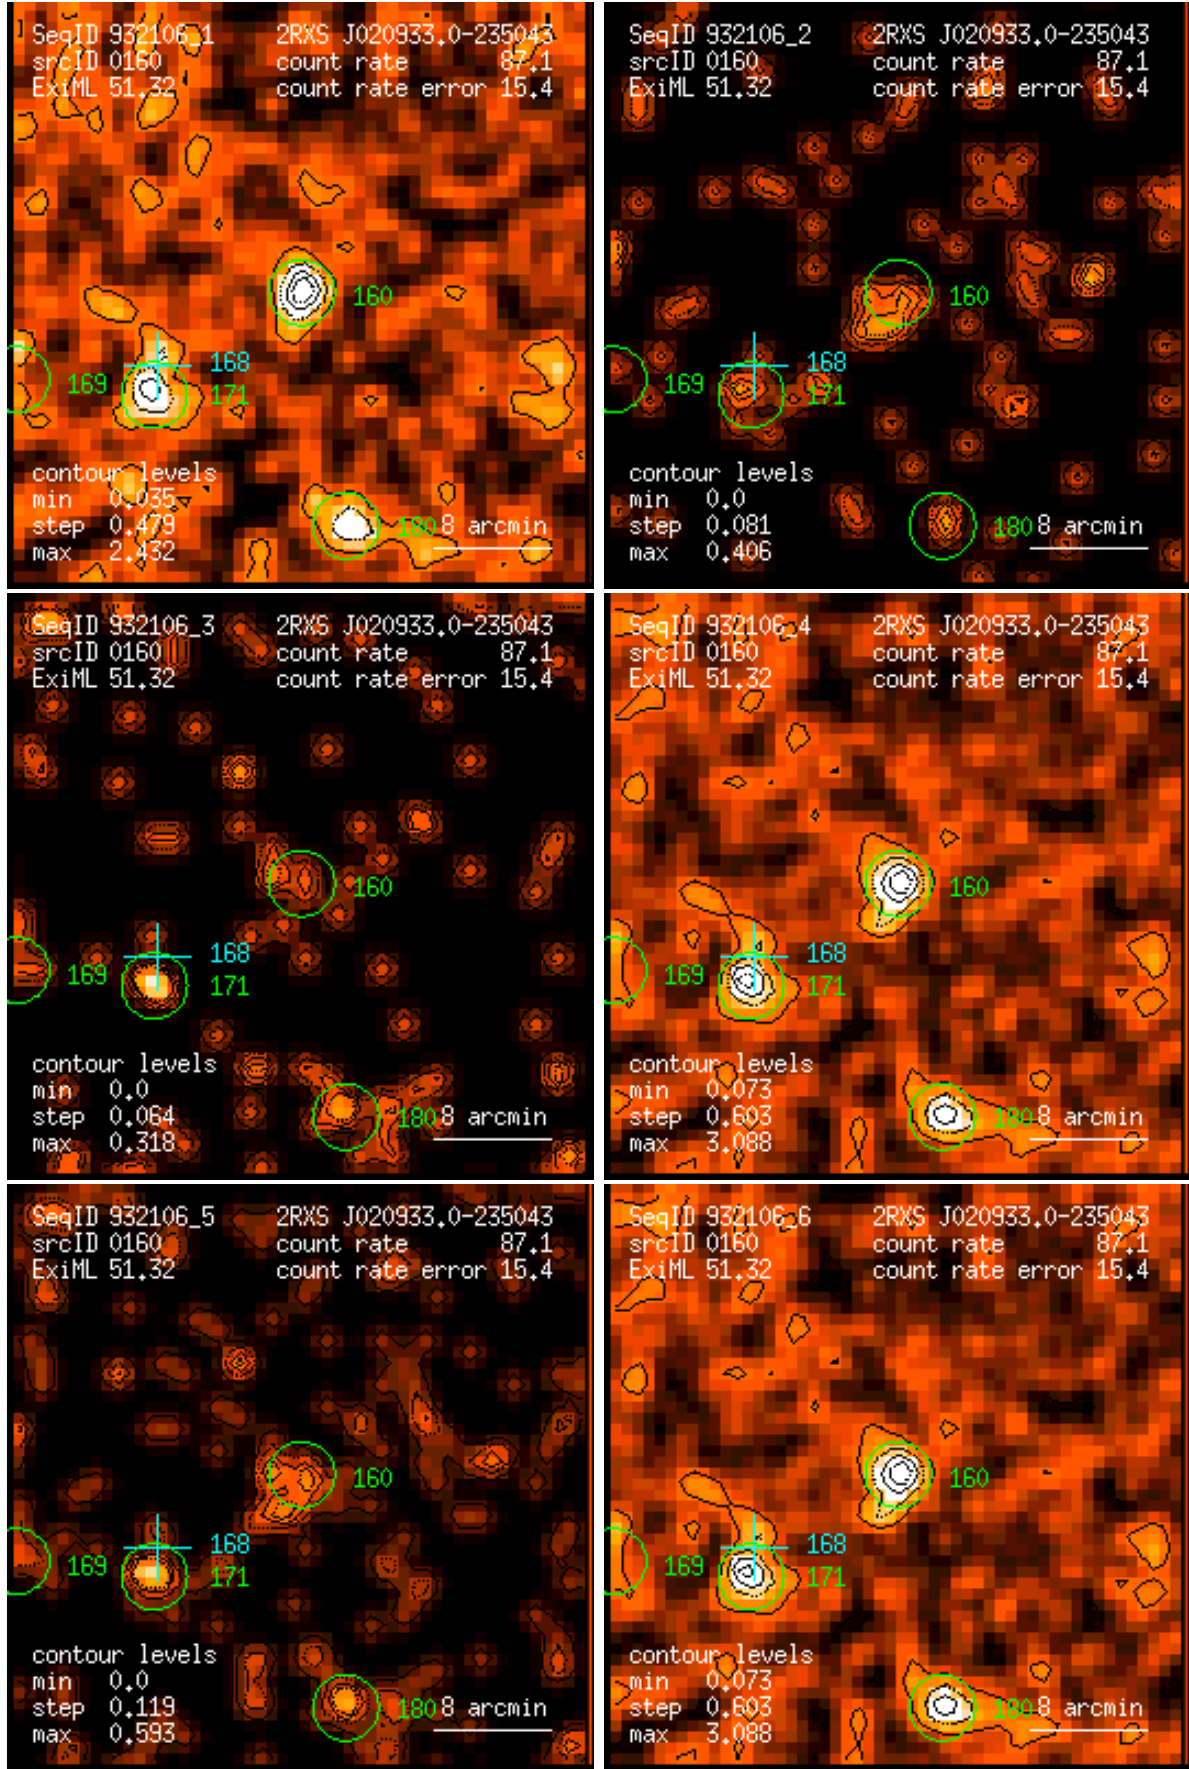 SeqID 932106_1 2RXS J020933.0-235043
srcID 0160 count rate 87.1
ExiML 51.32 count rate error 15.4
160
168
169 171
contour levels
min 0.035
step 0.479 180 8 arcmin
max 2.432
SeqID 932106_2 2RXS J020933.0-235043
srcID 0160 count rate 87.1
ExiML 51.32 count rate error 15.4
160
168
169 171
contour levels
min 0.0
step 0.081 180 8 arcmin
max 0.406
SeqID 932106_3 2RXS J020933.0-235043
srcID 0160 count rate 87.1
ExiML 51.32 count rate error 15.4
160
168
169 171
contour levels
min 0.0
step 0.064 180 8 arcmin
max 0.318
SeqID 932106_4 2RXS J020933.0-235043
srcID 0160 count rate 87.1
ExiML 51.32 count rate error 15.4
160
168
169 171
contour levels
min 0.073
step 0.603 180 8 arcmin
max 3.088
SeqID 932106_5 2RXS J020933.0-235043
srcID 0160 count rate 87.1
ExiML 51.32 count rate error 15.4
160
168
169 171
contour levels
min 0.0
step 0.119 180 8 arcmin
max 0.593
SeqID 932106_6 2RXS J020933.0-235043
srcID 0160 count rate 87.1
ExiML 51.32 count rate error 15.4
160
168
169 171
contour levels
min 0.073
step 0.603 180 8 arcmin
max 3.088